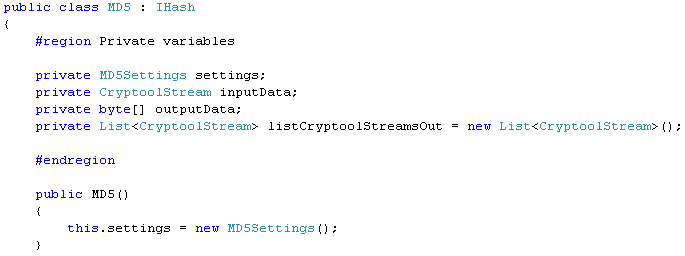 public class MD5 : IHash
{
#region Private variables
private MD5Settings settings;
private CryptoolStream inputData;
private byte[] outputData;
private List<CryptoolStream> listCryptoolStreamsOut = new List<CryptoolStream>();
#endregion
public MD5()
{
this.settings = new MD5Settings();
}